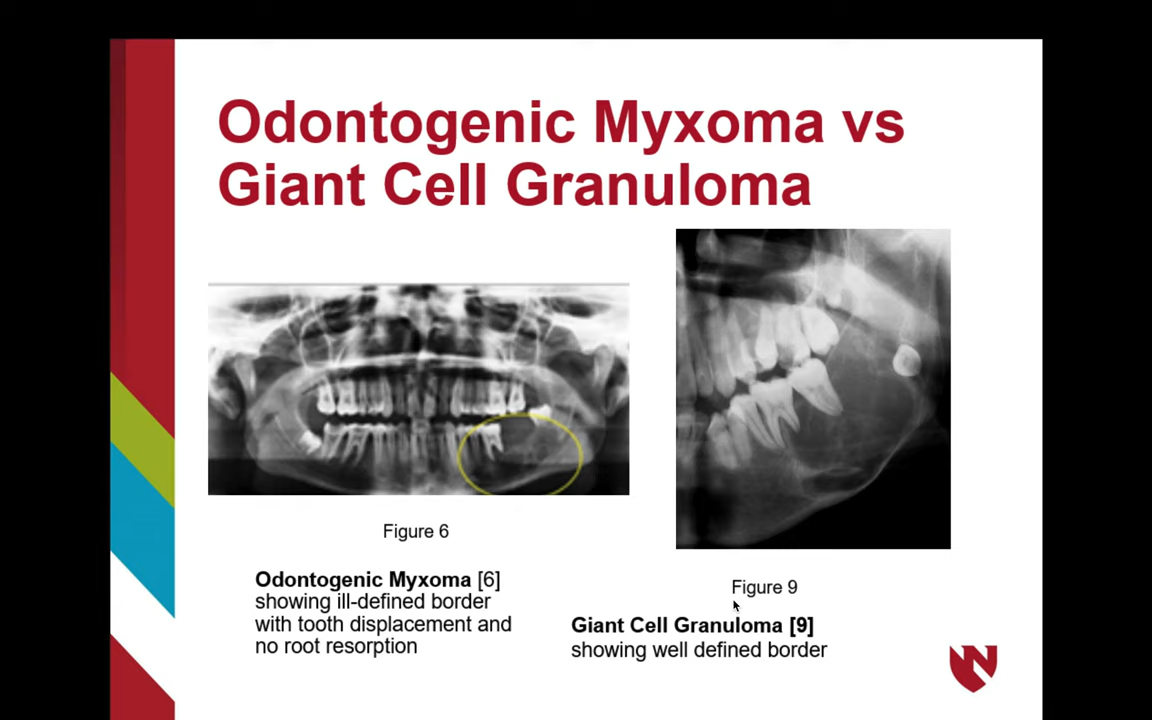 Odontogenic Myxoma vs
Giant Cell Granuloma
Figure 6
Odontogenic Myxoma [6]
showing ill-defined border
with tooth displacement and
no root resorption
Figure 9
Giant Cell Granuloma [9]
showing well defined border
N